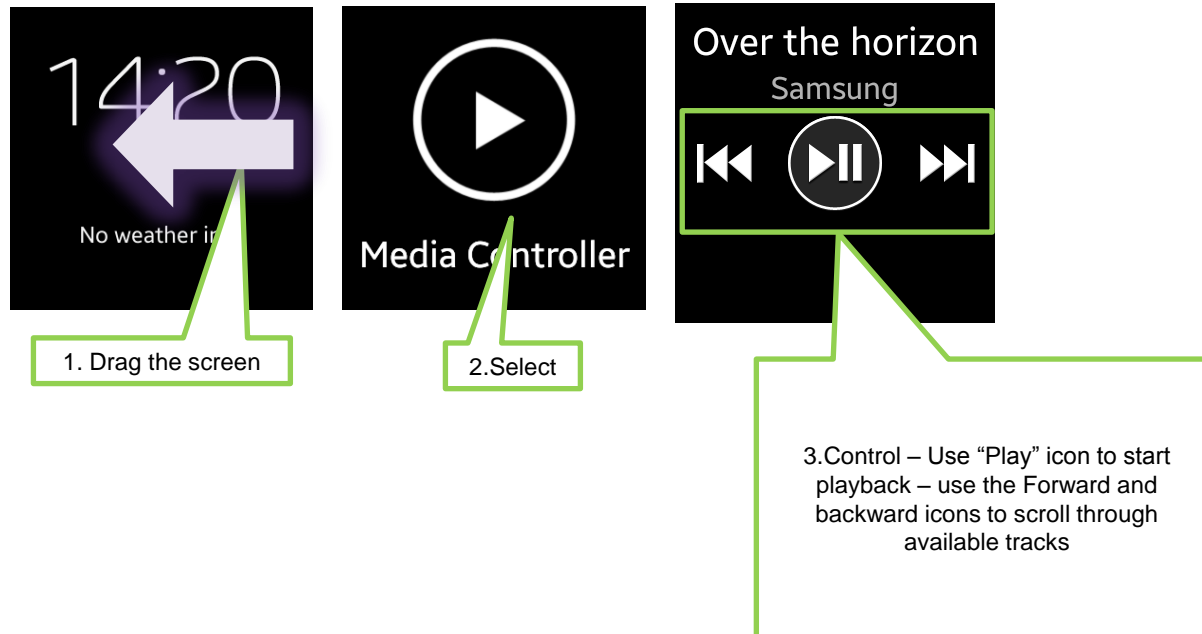 14:20
No weather in
1. Drag the screen
Media Controller
2.Select
Over the horizon
Samsung
3.Control – Use “Play” icon to start
playback – use the Forward and
backward icons to scroll through
available tracks